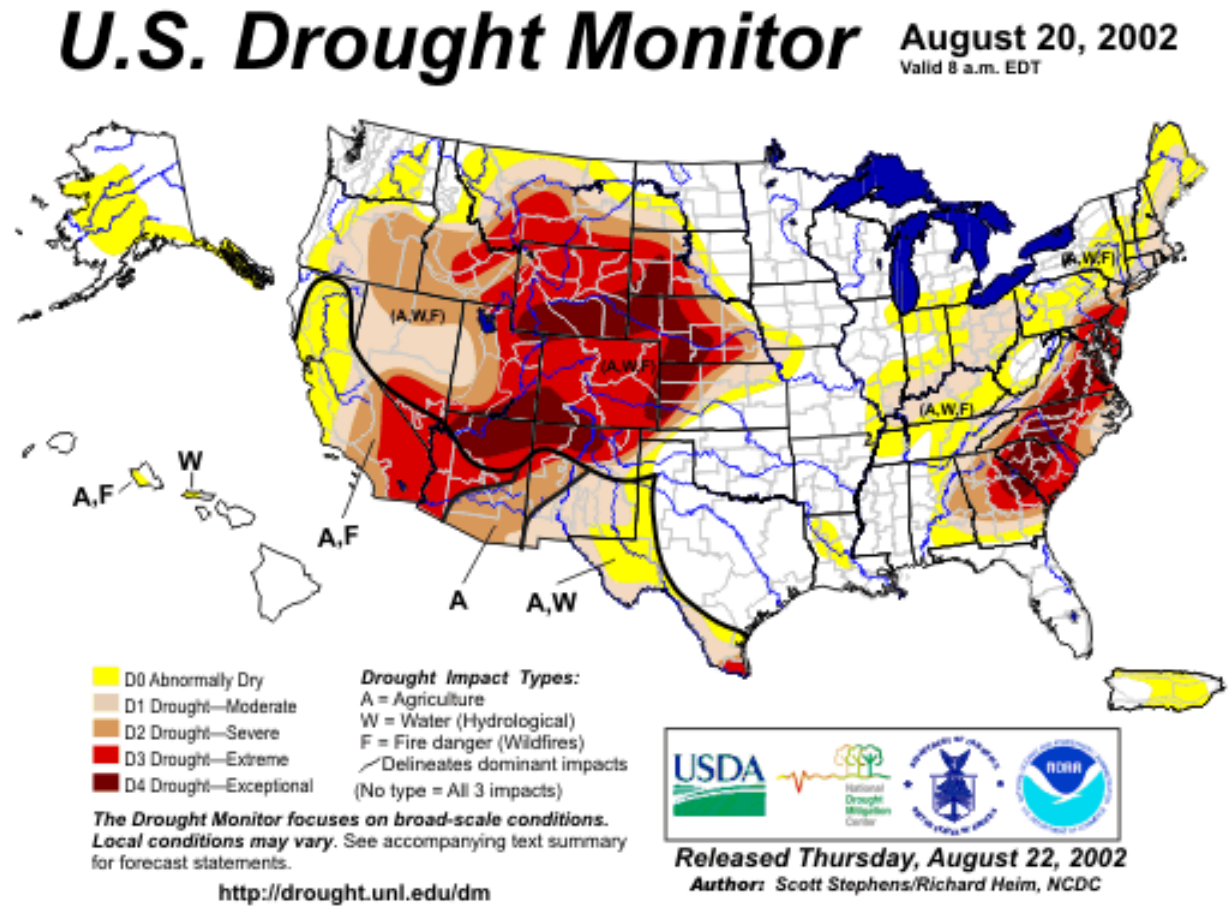 U.S. Drought Monitor
August 20, 2002
Valid 8 a.m. EDT
(A,W,F)
(A,W,F)
(A,W,F)
(A,W,F)
W
A,F
A,F
A
A,W
D0 Abnormally Dry
D1 Drought—Moderate
D2 Drought—Severe
D3 Drought—Extreme
D4 Drought—Exceptional
Drought Impact Types:
A = Agriculture
W = Water (Hydrological)
F = Fire danger (Wildfires)
Delineates dominant impacts
(No type = All 3 impacts)
The Drought Monitor focuses on broad-scale conditions.
Local conditions may vary. See accompanying text summary
for forecast statements.
http://drought.unl.edu/dm
USDA
National
Drought
Mitigation
Center
NOAA
Released Thursday, August 22, 2002
Author: Scott Stephens/Richard Heim, NCDC